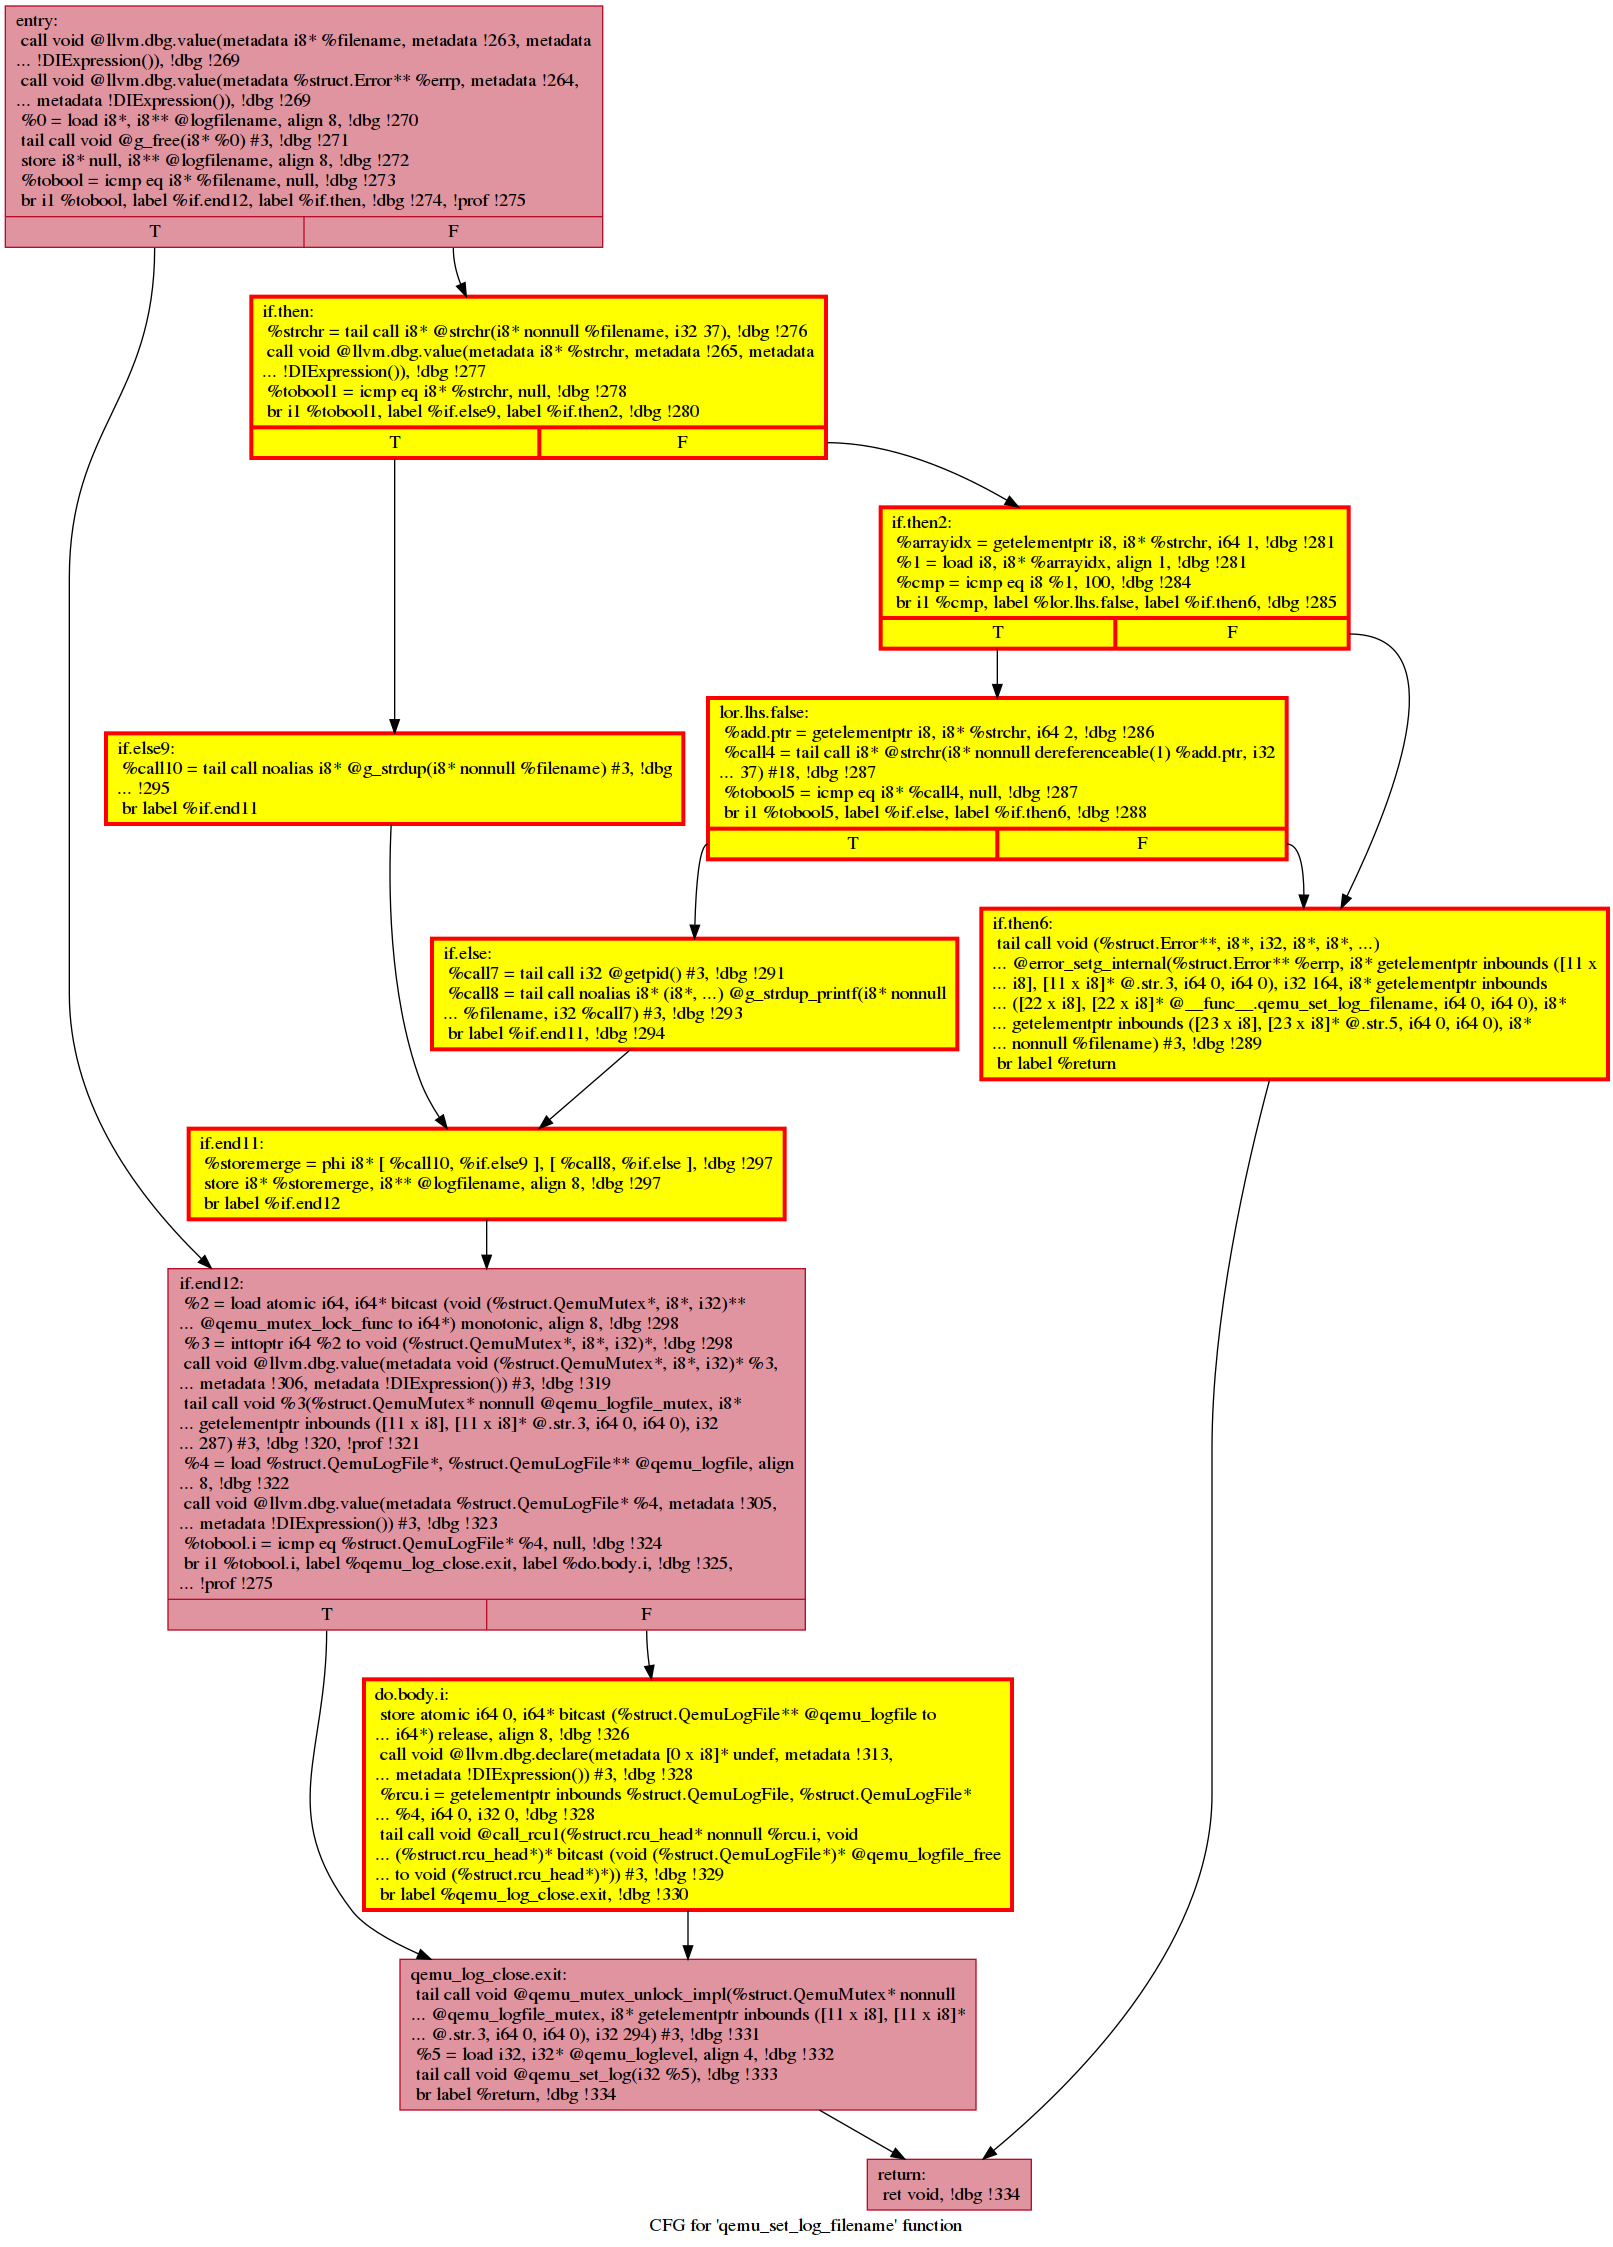 entry:
call void @llvm.dbg.value(metadata i8* %filename, metadata !263, metadata
... !DIExpression()), !dbg !269
call void @llvm.dbg.value(metadata %struct.Error** %errp, metadata !264,
... metadata !DIExpression()), !dbg !269
%0 = load i8*, i8** @logfilename, align 8, !dbg !270
tail call void @g_free(i8* %0) #3, !dbg !271
store i8* null, i8** @logfilename, align 8, !dbg !272
%tobool = icmp eq i8* %filename, null, !dbg !273
br i1 %tobool, label %if.end12, label %if.then, !dbg !274, !prof !275
T F
if.then:
%strchr = tail call i8* @strchr(i8* nonnull %filename, i32 37), !dbg !276
call void @llvm.dbg.value(metadata i8* %strchr, metadata !265, metadata
... !DIExpression()), !dbg !277
%tobool1 = icmp eq i8* %strchr, null, !dbg !278
br i1 %tobool1, label %if.else9, label %if.then2, !dbg !280
T F
if.then2:
%arrayidx = getelementptr i8, i8* %strchr, i64 1, !dbg !281
%1 = load i8, i8* %arrayidx, align 1, !dbg !281
%cmp = icmp eq i8 %1, 100, !dbg !284
br i1 %cmp, label %lor.lhs.false, label %if.then6, !dbg !285
T F
lor.lhs.false:
%add.ptr = getelementptr i8, i8* %strchr, i64 2, !dbg !286
%call4 = tail call i8* @strchr(i8* nonnull dereferenceable(1) %add.ptr, i32
... 37) #18, !dbg !287
%tobool5 = icmp eq i8* %call4, null, !dbg !287
br i1 %tobool5, label %if.else, label %if.then6, !dbg !288
T F
if.else9:
%call10 = tail call noalias i8* @g_strdup(i8* nonnull %filename) #3, !dbg
... !295
br label %if.end11
if.then6:
tail call void (%struct.Error**, i8*, i32, i8*, i8*, ...)
... @error_setg_internal(%struct.Error** %errp, i8* getelementptr inbounds ([11 x
... i8], [11 x i8]* @.str.3, i64 0, i64 0), i32 164, i8* getelementptr inbounds
... ([22 x i8], [22 x i8]* @__func__.qemu_set_log_filename, i64 0, i64 0), i8*
... getelementptr inbounds ([23 x i8], [23 x i8]* @.str.5, i64 0, i64 0), i8*
... nonnull %filename) #3, !dbg !289
br label %return
if.else:
%call7 = tail call i32 @getpid() #3, !dbg !291
%call8 = tail call noalias i8* (i8*, ...) @g_strdup_printf(i8* nonnull
... %filename, i32 %call7) #3, !dbg !293
br label %if.end11, !dbg !294
if.end11:
%storemerge = phi i8* [ %call10, %if.else9 ], [ %call8, %if.else ], !dbg !297
store i8* %storemerge, i8** @logfilename, align 8, !dbg !297
br label %if.end12
if.end12:
%2 = load atomic i64, i64* bitcast (void (%struct.QemuMutex*, i8*, i32)**
... @qemu_mutex_lock_func to i64*) monotonic, align 8, !dbg !298
%3 = inttoptr i64 %2 to void (%struct.QemuMutex*, i8*, i32)*, !dbg !298
call void @llvm.dbg.value(metadata void (%struct.QemuMutex*, i8*, i32)* %3,
... metadata !306, metadata !DIExpression()) #3, !dbg !319
tail call void %3(%struct.QemuMutex* nonnull @qemu_logfile_mutex, i8*
... getelementptr inbounds ([11 x i8], [11 x i8]* @.str.3, i64 0, i64 0), i32
... 287) #3, !dbg !320, !prof !321
%4 = load %struct.QemuLogFile*, %struct.QemuLogFile** @qemu_logfile, align
... 8, !dbg !322
call void @llvm.dbg.value(metadata %struct.QemuLogFile* %4, metadata !305,
... metadata !DIExpression()) #3, !dbg !323
%tobool.i = icmp eq %struct.QemuLogFile* %4, null, !dbg !324
br i1 %tobool.i, label %qemu_log_close.exit, label %do.body.i, !dbg !325,
... !prof !275
T F
do.body.i:
store atomic i64 0, i64* bitcast (%struct.QemuLogFile** @qemu_logfile to
... i64*) release, align 8, !dbg !326
call void @llvm.dbg.declare(metadata [0 x i8]* undef, metadata !313,
... metadata !DIExpression()) #3, !dbg !328
%rcu.i = getelementptr inbounds %struct.QemuLogFile, %struct.QemuLogFile*
... %4, i64 0, i32 0, !dbg !328
tail call void @call_rcu1(%struct.rcu_head* nonnull %rcu.i, void
... (%struct.rcu_head*)* bitcast (void (%struct.QemuLogFile*)* @qemu_logfile_free
... to void (%struct.rcu_head*)*)) #3, !dbg !329
br label %qemu_log_close.exit, !dbg !330
qemu_log_close.exit:
tail call void @qemu_mutex_unlock_impl(%struct.QemuMutex* nonnull
... @qemu_logfile_mutex, i8* getelementptr inbounds ([11 x i8], [11 x i8]*
... @.str.3, i64 0, i64 0), i32 294) #3, !dbg !331
%5 = load i32, i32* @qemu_loglevel, align 4, !dbg !332
tail call void @qemu_set_log(i32 %5), !dbg !333
br label %return, !dbg !334
return:
ret void, !dbg !334
CFG for 'qemu_set_log_filename' function